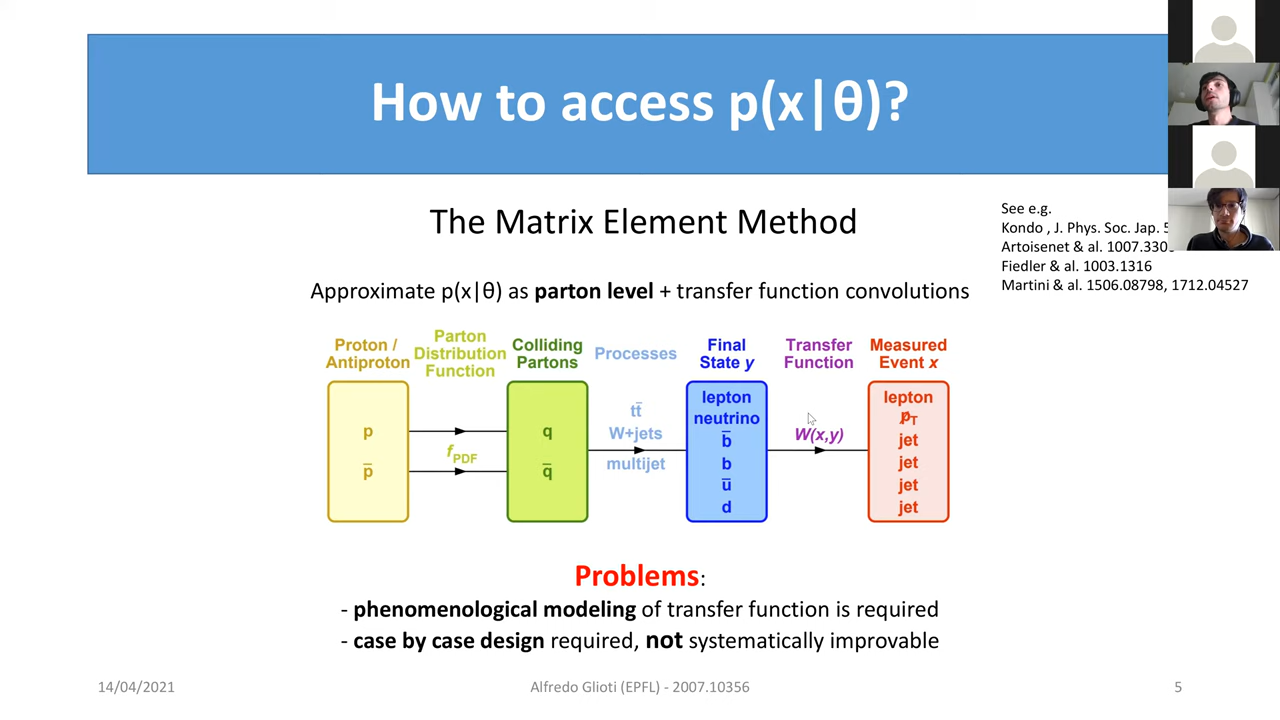 How to access p(x|θ)?
The Matrix Element Method
See e.g.
Kondo , J. Phys. Soc. Jap.
Artoisenet & al. 1007.330
Fiedler & al. 1003.1316
Martini & al. 1506.08798, 1712.04527
Approximate p(x|θ) as parton level + transfer function convolutions
Proton /
Antiproton
Parton
Distribution
Function
Colliding
Partons
Processes
Final
State y
Transfer
Function
Measured
Event x
p
p̄
f PDF
q
q̄
tt̄
W+jets
multijet
lepton
neutrino
b̄
b
ū
d
W(x,y)
lepton
p̸T
jet
jet
jet
jet
Problems:
- phenomenological modeling of transfer function is required
- case by case design required, not systematically improvable
14/04/2021
Alfredo Glioti (EPFL) - 2007.10356
5